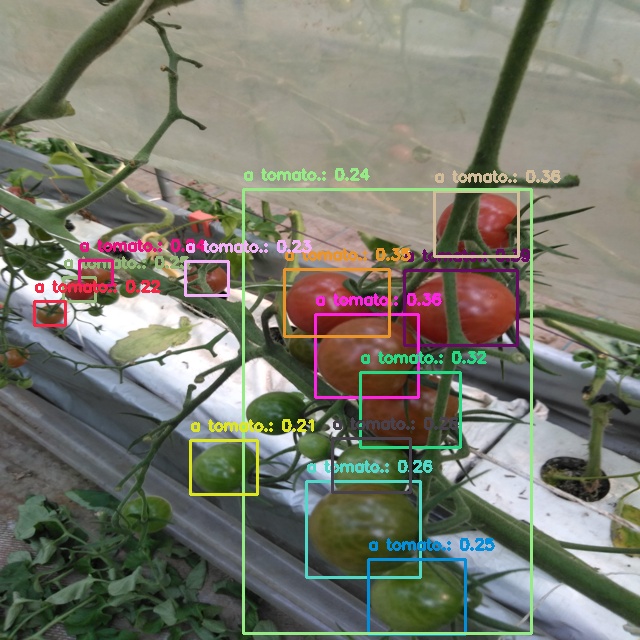 a tomato.: 0.24
a tomato.: 0.36
a tomato.: 0.23
a tomato.: 0.22
a tomato.: 0.36
a tomato.: 0.32
a tomato.: 0.21
a tomato.: 0.26
a tomato.: 0.25